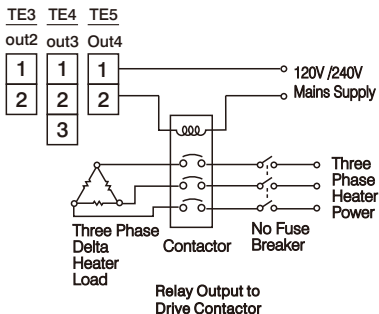 TE3 TE4 TE5
out2 out3 Out4
1 1 1
2 2 2
3
120V /240V
Mains Supply
Three
Phase
Heater
Power
Three Phase
Delta
Heater
Load
Contactor
No Fuse
Breaker
Relay Output to
Drive Contactor